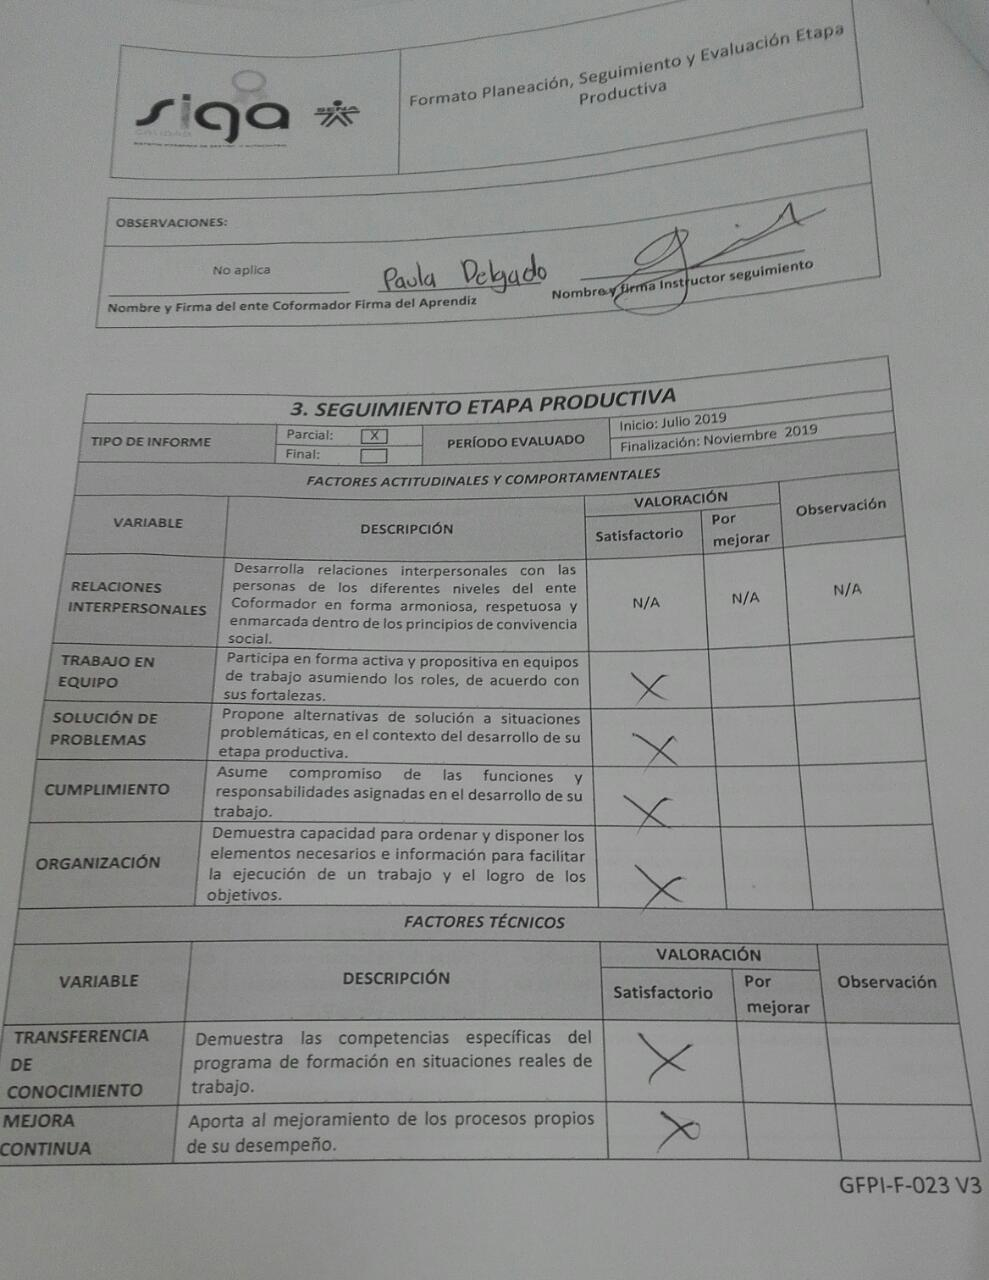 siga
CALIDAD
SENA
Formato Planeación, Seguimiento y Evaluación Etapa
Productiva
OBSERVACIONES:
No aplica
Paula Delgado
Nombre y Firma del ente Coformador Firma del Aprendiz
Nombre y firma Instructor seguimiento
3. SEGUIMIENTO ETAPA PRODUCTIVA
TIPO DE INFORME
Parcial: X
Final:
PERÍODO EVALUADO
Inicio: Julio 2019
Finalización: Noviembre 2019
FACTORES ACTITUDINALES Y COMPORTAMENTALES
VARIABLE
DESCRIPCIÓN
VALORACIÓN
Satisfactorio
Por
mejorar
Observación
RELACIONES
INTERPERSONALES
Desarrolla relaciones interpersonales con las
personas de los diferentes niveles del ente
Coformador en forma armoniosa, respetuosa y
enmarcada dentro de los principios de convivencia
social.
N/A
N/A
N/A
TRABAJO EN
EQUIPO
Participa en forma activa y propositiva en equipos
de trabajo asumiendo los roles, de acuerdo con
sus fortalezas.
X
SOLUCIÓN DE
PROBLEMAS
Propone alternativas de solución a situaciones
problemáticas, en el contexto del desarrollo de su
etapa productiva.
X
CUMPLIMIENTO
Asume compromiso de las funciones y
responsabilidades asignadas en el desarrollo de su
trabajo.
X
ORGANIZACIÓN
Demuestra capacidad para ordenar y disponer los
elementos necesarios e información para facilitar
la ejecución de un trabajo y el logro de los
objetivos.
X
FACTORES TÉCNICOS
VARIABLE
DESCRIPCIÓN
VALORACIÓN
Satisfactorio
Por
mejorar
Observación
TRANSFERENCIA
DE
CONOCIMIENTO
Demuestra las competencias específicas del
programa de formación en situaciones reales de
trabajo.
X
MEJORA
CONTINUA
Aporta al mejoramiento de los procesos propios
de su desempeño.
X
GFPI-F-023 V3